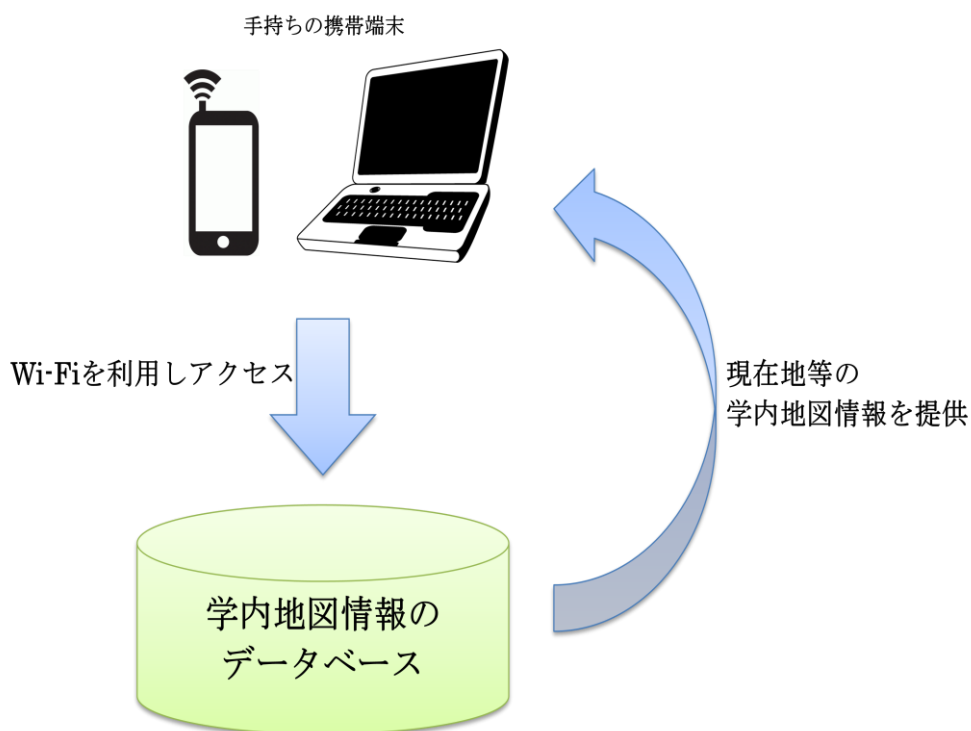 手持ちの携帯端末
Wi-Fiを利用しアクセス
現在地等の
学内地図情報を提供
学内地図情報の
データベース